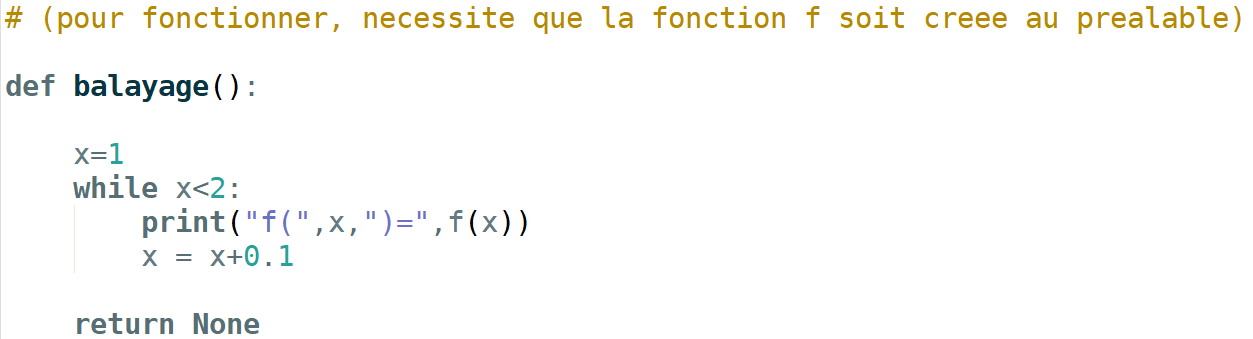 # (pour fonctionner, necessite que la fonction f soit creee au prealable)
def balayage():
x=1
while x<2:
print("f(",x,")=",f(x))
x = x+0.1
return None